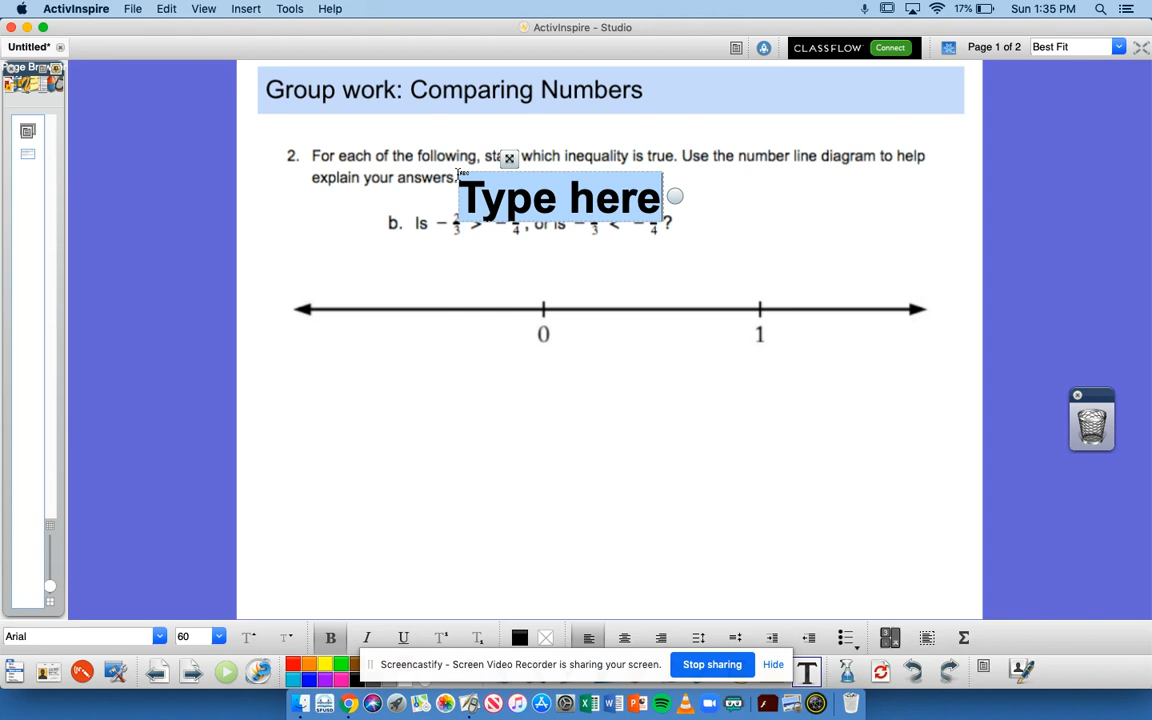 ActivInspire File Edit View Insert Tools Help 17% Sun 1:35 PM
ActivInspire - Studio
Untitled* CLASSFLOW Connect Page 1 of 2 Best Fit
Group work: Comparing Numbers
2. For each of the following, which inequality is true. Use the number line diagram to help
explain your answers.
Type here
b. Is
0 1
Arial 60 B I U
Screencastify - Screen Video Recorder is sharing your screen. Stop sharing Hide